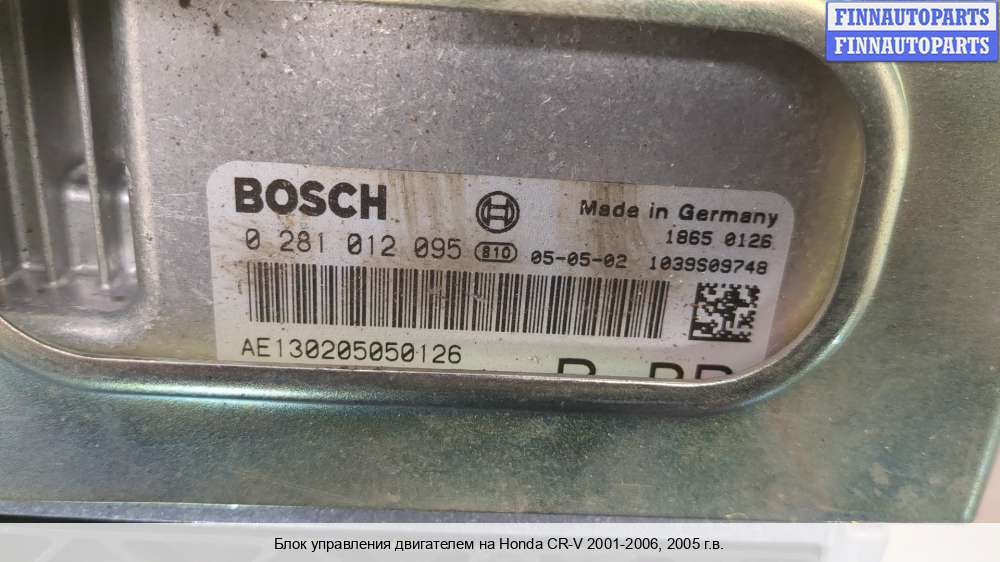 FINNAUTOPARTS
FINNAUTOPARTS
BOSCH
Made in Germany
1865 0126
0 281 012 095 810 05-05-02 1039S09748
AE130205050126
Блок управления двигателем на Honda CR-V 2001-2006, 2005 г.в.